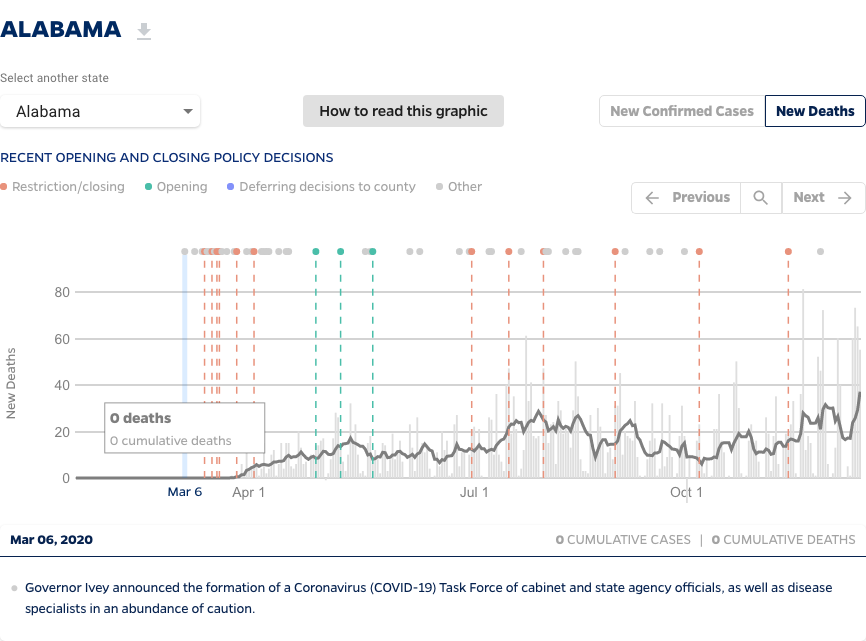 ALABAMA
Select another state
Alabama
How to read this graphic
New Confirmed Cases
New Deaths
RECENT OPENING AND CLOSING POLICY DECISIONS
Restriction/closing
Opening
Deferring decisions to county
Other
Previous
Next
New Deaths
80
60
40
20
0
0 deaths
0 cumulative deaths
Mar 6
Apr 1
Jul 1
Oct 1
Mar 06, 2020
0 CUMULATIVE CASES | 0 CUMULATIVE DEATHS
Governor Ivey announced the formation of a Coronavirus (COVID-19) Task Force of cabinet and state agency officials, as well as disease
specialists in an abundance of caution.